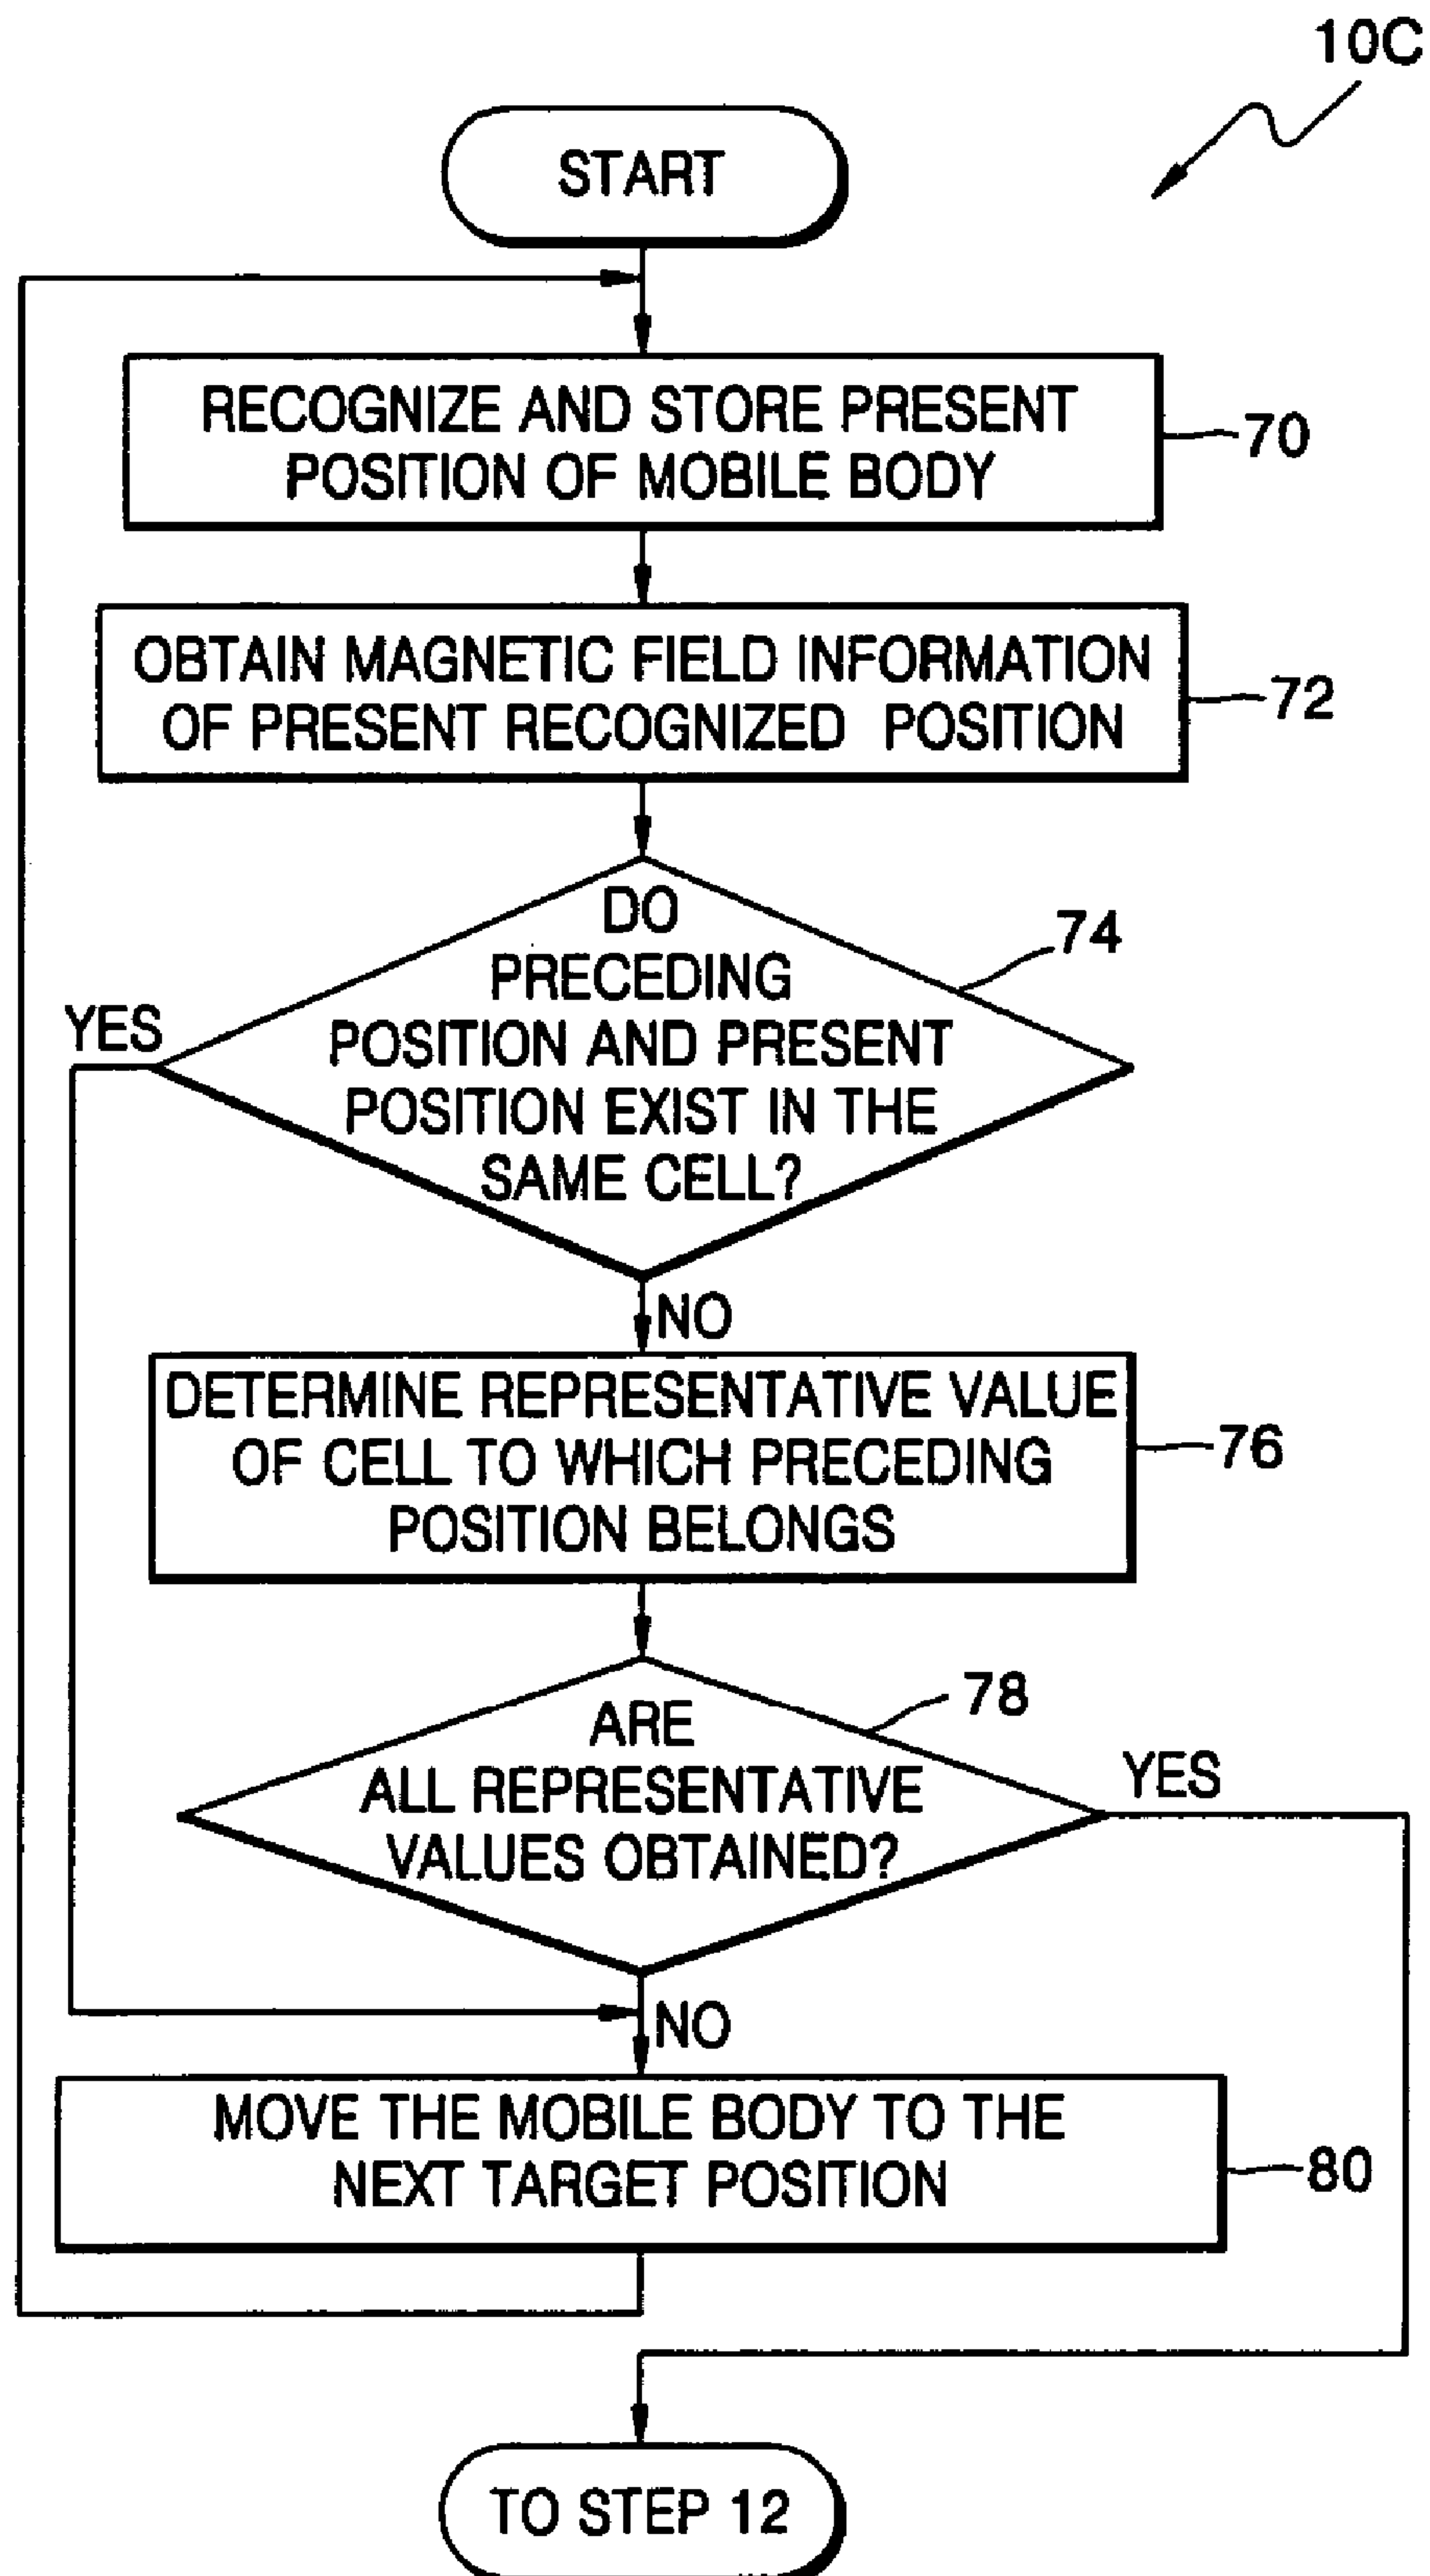 10C
START
RECOGNIZE AND STORE PRESENT
POSITION OF MOBILE BODY
70
OBTAIN MAGNETIC FIELD INFORMATION
OF PRESENT RECOGNIZED POSITION
72
DO
PRECEDING
POSITION AND PRESENT
POSITION EXIST IN THE
SAME CELL?
74
YES
NO
DETERMINE REPRESENTATIVE VALUE
OF CELL TO WHICH PRECEDING
POSITION BELONGS
76
ARE
ALL REPRESENTATIVE
VALUES OBTAINED?
78
YES
NO
MOVE THE MOBILE BODY TO THE
NEXT TARGET POSITION
80
TO STEP 12